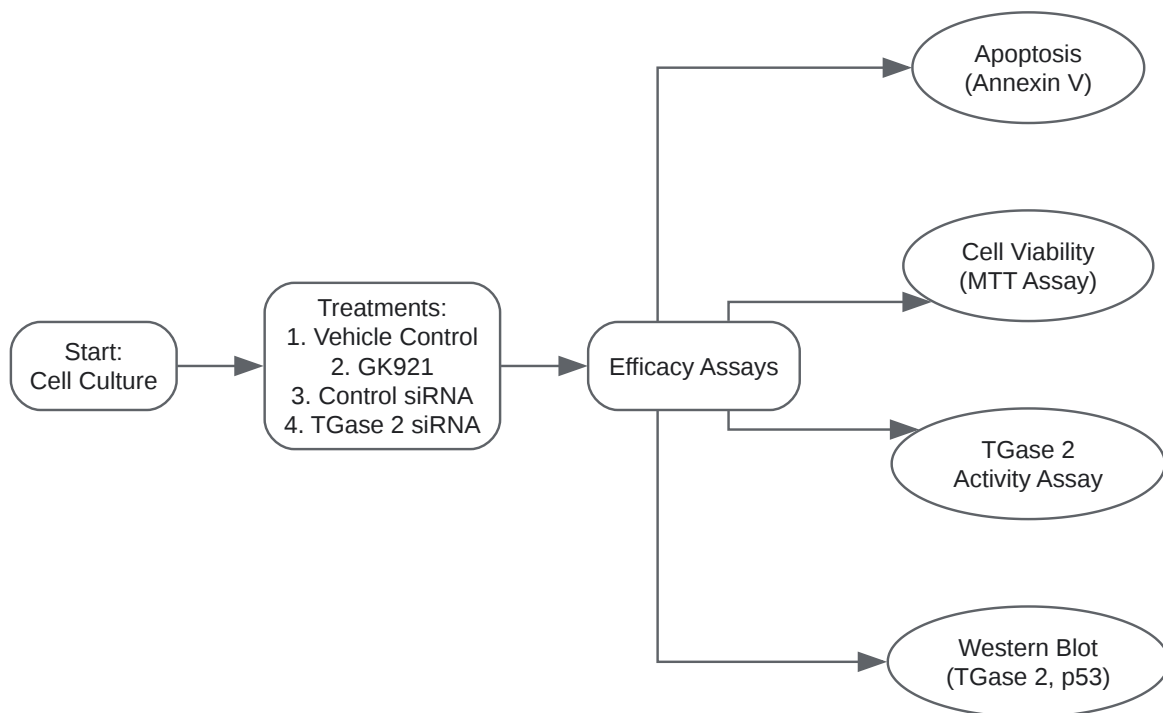 Start:
Cell Culture
Treatments:
1. Vehicle Control
2. GK921
3. Control siRNA
4. TGase 2 siRNA
Efficacy Assays
Apoptosis
(Annexin V)
Cell Viability
(MTT Assay)
TGase 2
Activity Assay
Western Blot
(TGase 2, p53)